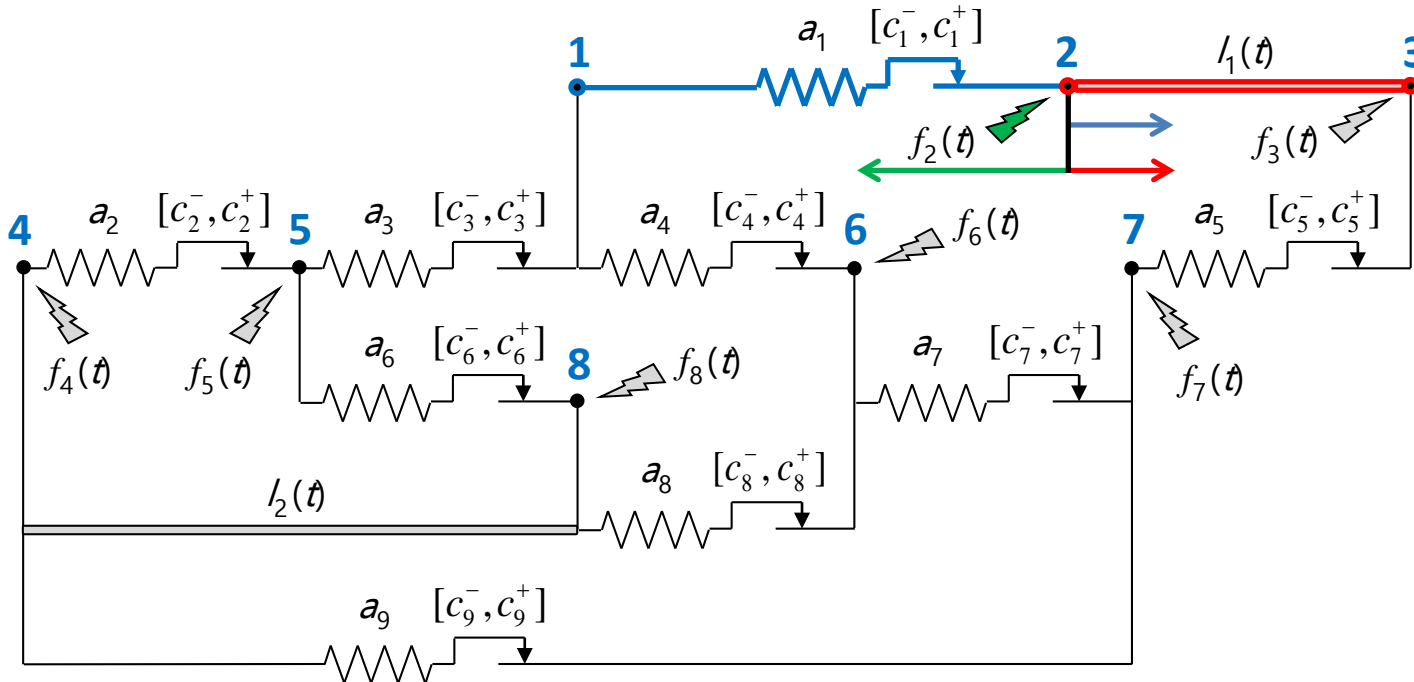 a₁ [c₁⁻, c₁⁺]
1 2 l₁(t) 3
f₂(t) f₃(t)
4 a₂ [c₂⁻, c₂⁺] 5 a₃ [c₃⁻, c₃⁺] a₄ [c₄⁻, c₄⁺] 6 f₆(t) 7 a₅ [c₅⁻, c₅⁺]
f₄(t) f₅(t) a₆ [c₆⁻, c₆⁺] 8 f₈(t) a₇ [c₇⁻, c₇⁺] f₇(t)
l₂(t) a₈ [c₈⁻, c₈⁺]
a₉ [c₉⁻, c₉⁺]